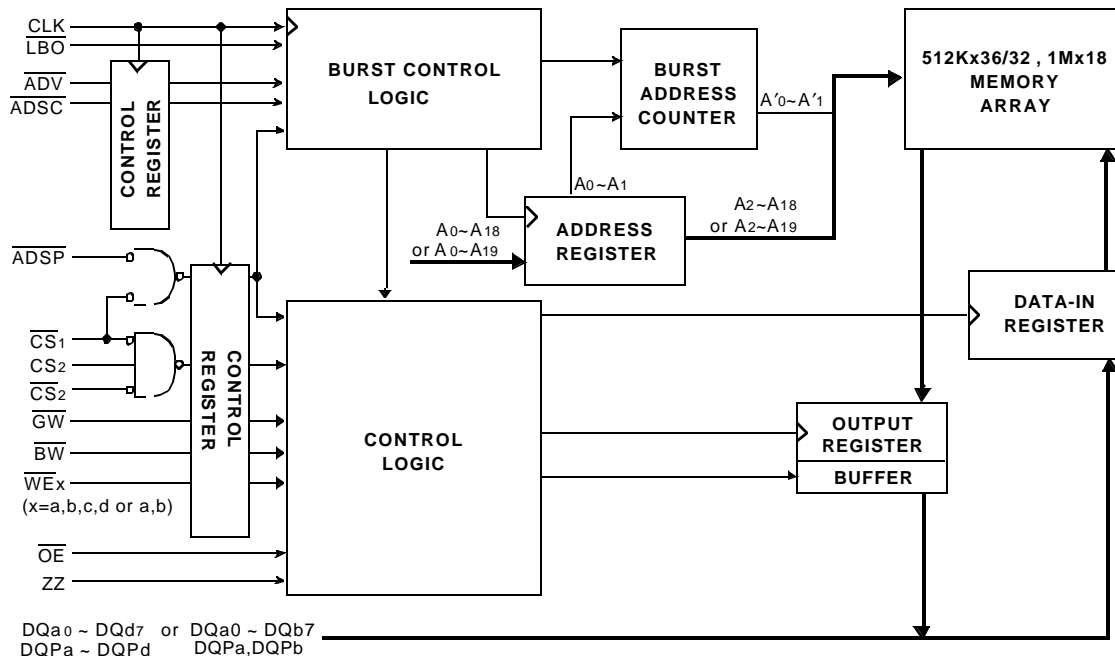 CLK
LBO
ADV
ADSC
CONTROL
REGISTER
BURST CONTROL
LOGIC
BURST
ADDRESS
COUNTER
A′0~A′1
512Kx36/32 , 1Mx18
MEMORY
ARRAY
A0~A1
A0~A18
or A0~A19
ADDRESS
REGISTER
A2~A18
or A2~A19
ADSP
CS1
CS2
CS2
GW
BW
WEx
(x=a,b,c,d or a,b)
OE
ZZ
CONTROL
REGISTER
CONTROL
LOGIC
DATA-IN
REGISTER
OUTPUT
REGISTER
BUFFER
DQa0 ~ DQd7 or DQa0 ~ DQb7
DQPa ~ DQPd DQPa,DQPb